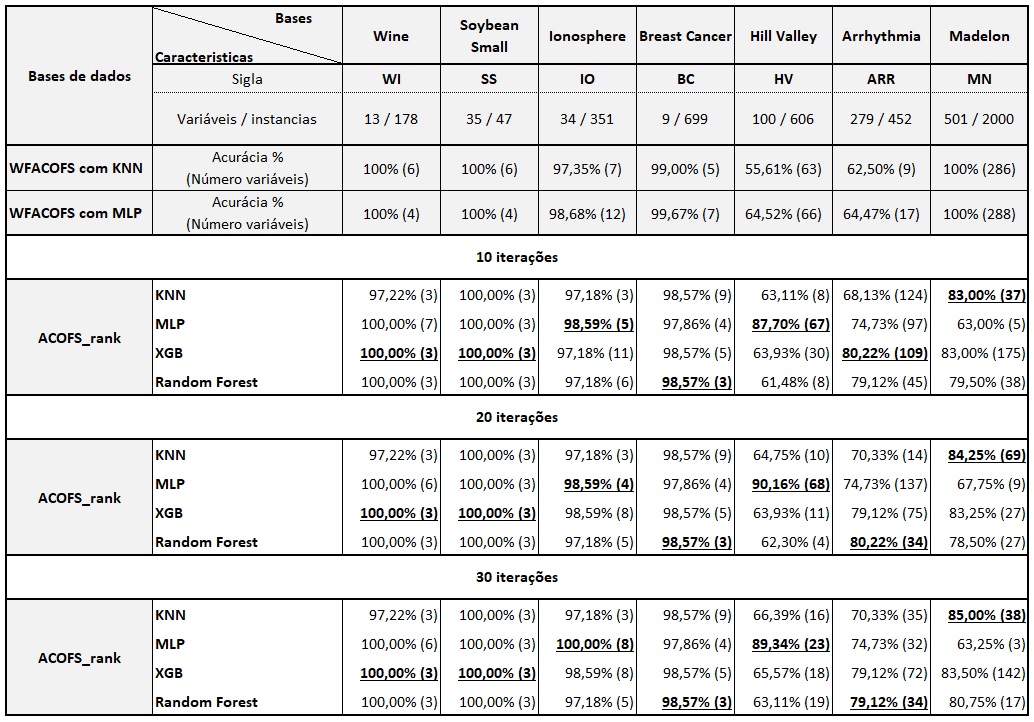 Bases de dados
Bases
Caracteristicas
Wine
Soybean
Small
Ionosphere
Breast Cancer
Hill Valley
Arrhythmia
Madelon
Sigla WI SS IO BC HV ARR MN
Variáveis / instancias 13 / 178 35 / 47 34 / 351 9 / 699 100 / 606 279 / 452 501 / 2000
WFACOFS com KNN
Acurácia %
(Número variáveis)
100% (6) 100% (6) 97,35% (7) 99,00% (5) 55,61% (63) 62,50% (9) 100% (286)
WFACOFS com MLP
Acurácia %
(Número variáveis)
100% (4) 100% (4) 98,68% (12) 99,67% (7) 64,52% (66) 64,47% (17) 100% (288)
10 iterações
ACOFS_rank
KNN 97,22% (3) 100,00% (3) 97,18% (3) 98,57% (9) 63,11% (8) 68,13% (124) 83,00% (37)
MLP 100,00% (7) 100,00% (3) 98,59% (5) 97,86% (4) 87,70% (67) 74,73% (97) 63,00% (5)
XGB 100,00% (3) 100,00% (3) 97,18% (11) 98,57% (5) 63,93% (30) 80,22% (109) 83,00% (175)
Random Forest 100,00% (3) 100,00% (3) 97,18% (6) 98,57% (3) 61,48% (8) 79,12% (45) 79,50% (38)
20 iterações
ACOFS_rank
KNN 97,22% (3) 100,00% (3) 97,18% (3) 98,57% (9) 64,75% (10) 70,33% (14) 84,25% (69)
MLP 100,00% (6) 100,00% (3) 98,59% (4) 97,86% (4) 90,16% (68) 74,73% (137) 67,75% (9)
XGB 100,00% (3) 100,00% (3) 98,59% (8) 98,57% (5) 63,93% (11) 79,12% (75) 83,25% (27)
Random Forest 100,00% (3) 100,00% (3) 97,18% (5) 98,57% (3) 62,30% (4) 80,22% (34) 78,50% (27)
30 iterações
ACOFS_rank
KNN 97,22% (3) 100,00% (3) 97,18% (3) 98,57% (9) 66,39% (16) 70,33% (35) 85,00% (38)
MLP 100,00% (6) 100,00% (3) 100,00% (8) 97,86% (4) 89,34% (23) 74,73% (32) 63,25% (3)
XGB 100,00% (3) 100,00% (3) 98,59% (8) 98,57% (5) 65,57% (18) 79,12% (72) 83,50% (142)
Random Forest 100,00% (3) 100,00% (3) 97,18% (5) 98,57% (3) 63,11% (19) 79,12% (34) 80,75% (17)